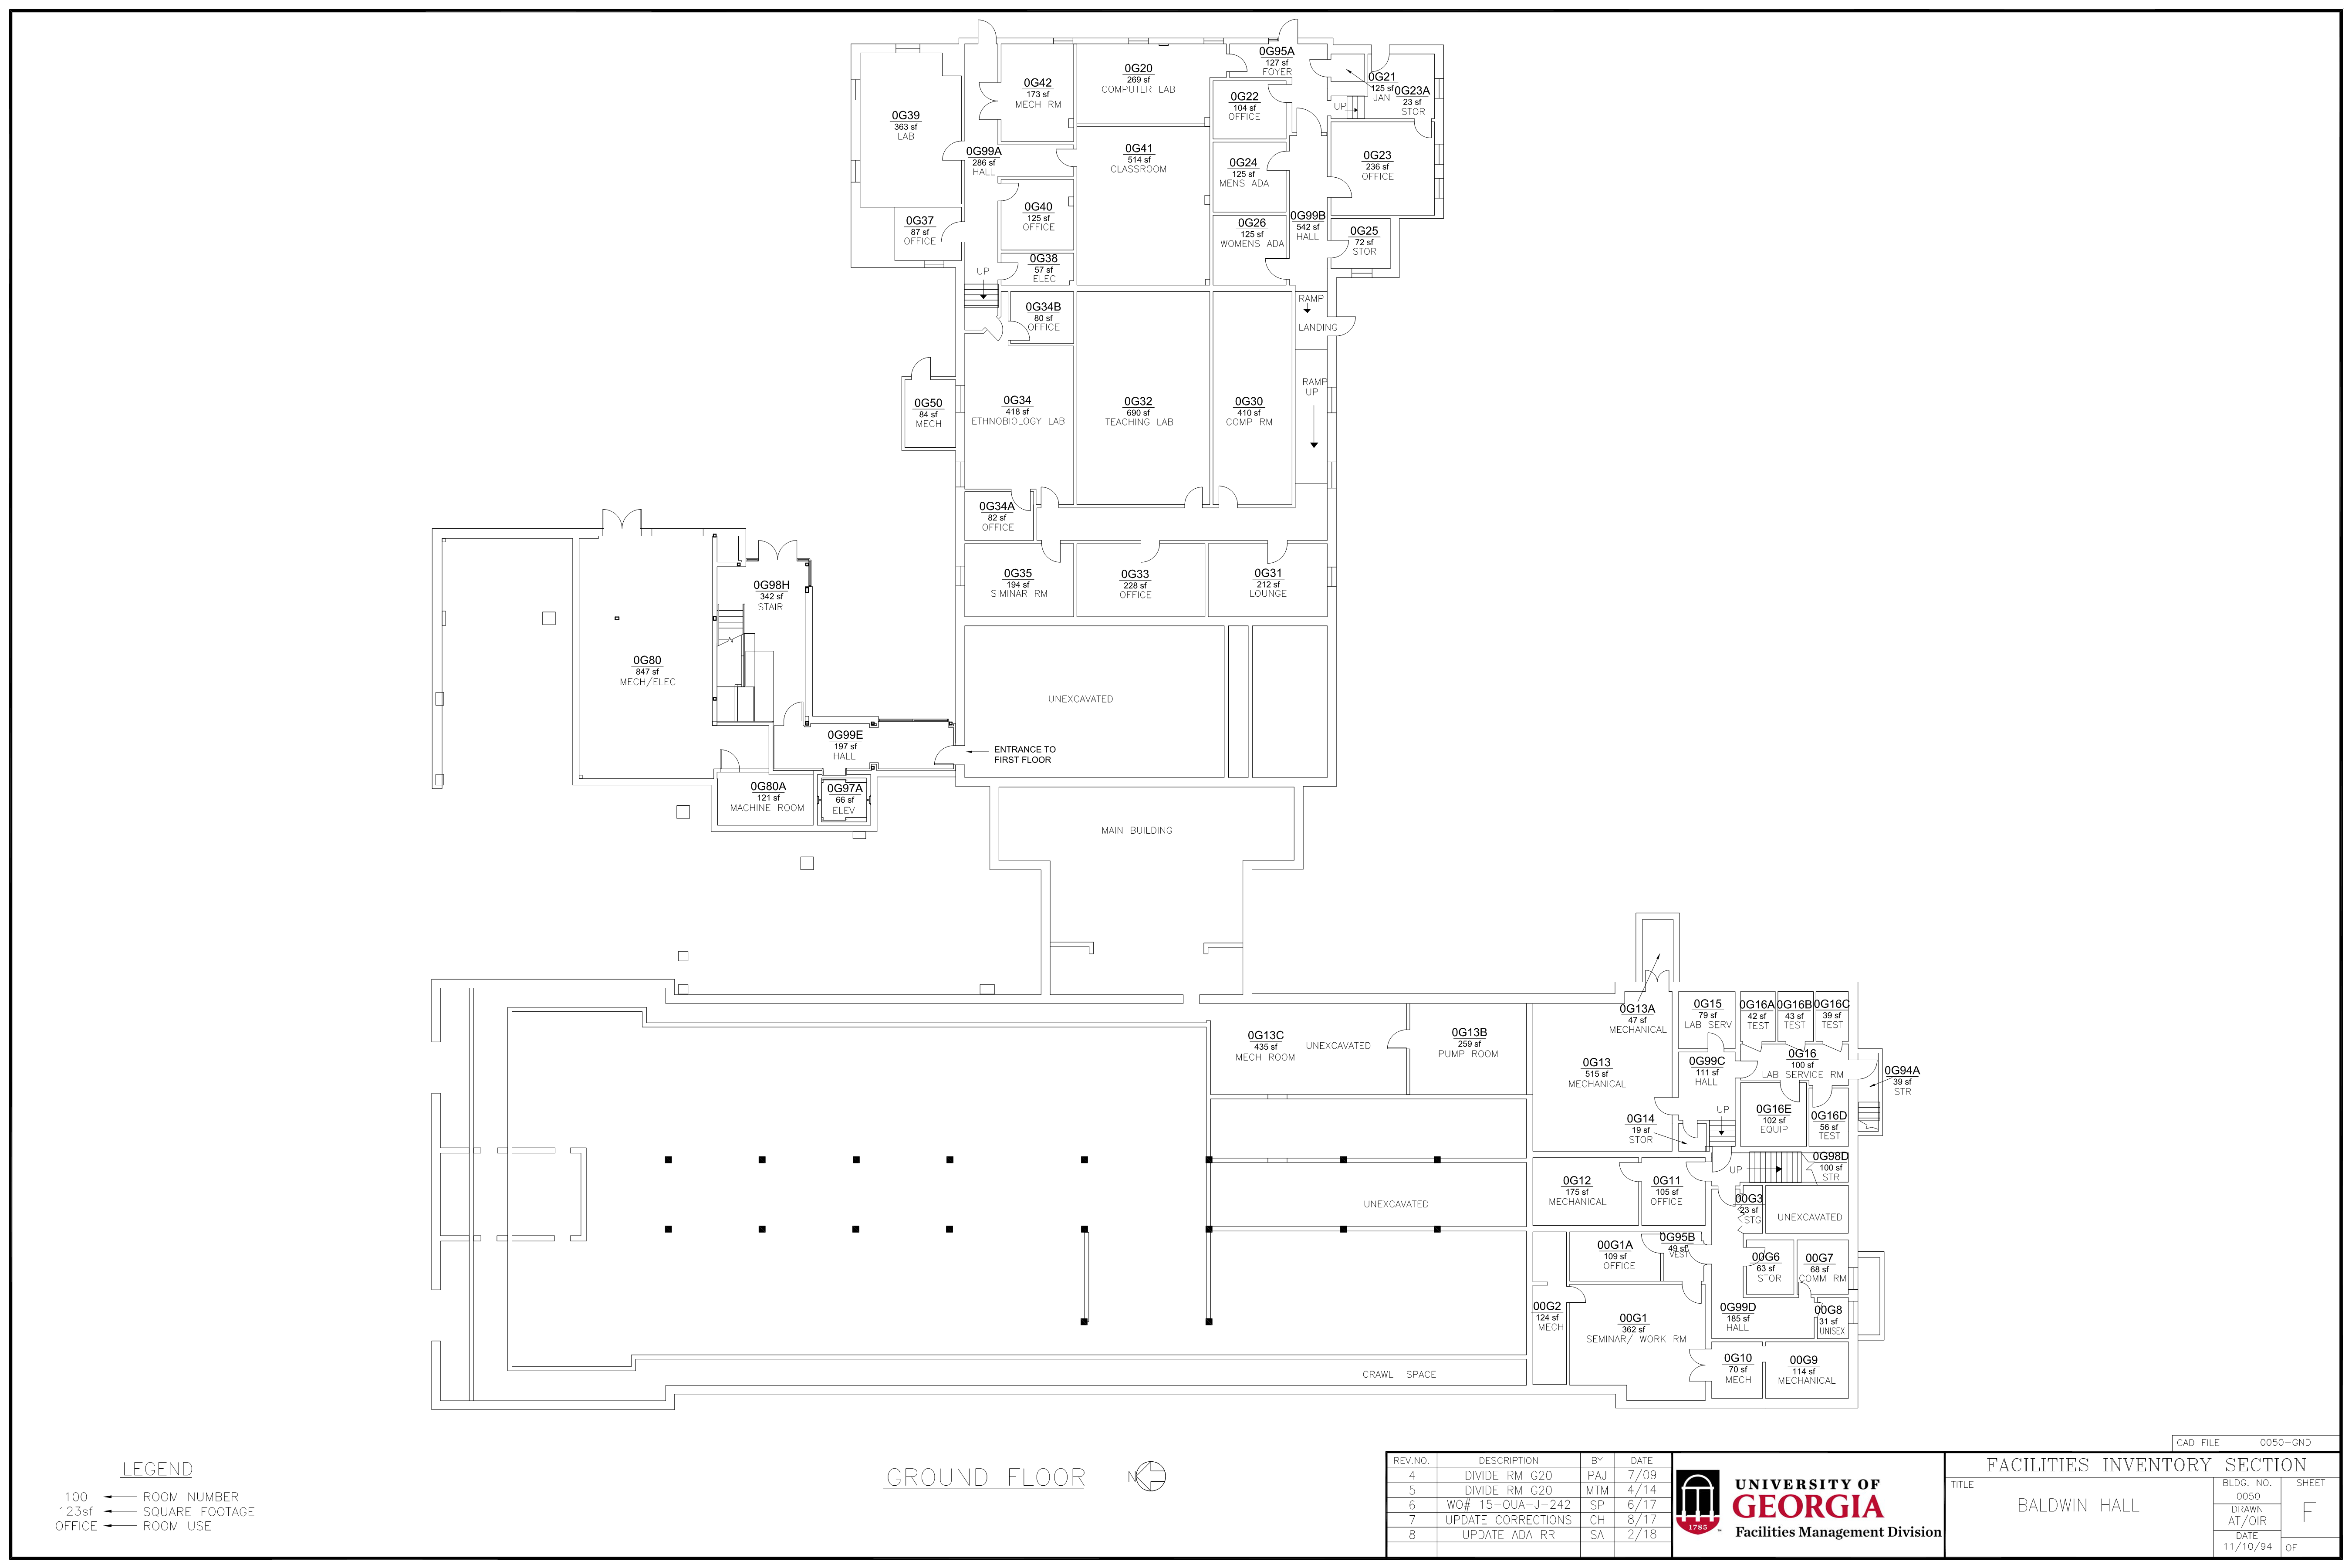 0G95A
127 sf
FOYER
0G20
269 sf
COMPUTER LAB
0G42
173 sf
MECH RM
0G21
125 sf
JAN
0G23A
23 sf
STOR
UP
0G22
104 sf
OFFICE
0G39
363 sf
LAB
0G99A
286 sf
HALL
0G41
514 sf
CLASSROOM
0G24
125 sf
MENS ADA
0G23
236 sf
OFFICE
0G40
125 sf
OFFICE
0G37
87 sf
OFFICE
0G26
125 sf
WOMENS ADA
0G99B
542 sf
HALL
0G25
72 sf
STOR
0G38
57 sf
ELEC
UP
0G34B
80 sf
OFFICE
RAMP
LANDING
RAMP
UP
0G50
84 sf
MECH
0G34
418 sf
ETHNOBIOLOGY LAB
0G32
690 sf
TEACHING LAB
0G30
410 sf
COMP RM
0G34A
82 sf
OFFICE
0G35
194 sf
SIMINAR RM
0G33
228 sf
OFFICE
0G31
212 sf
LOUNGE
0G98H
342 sf
STAIR
0G80
847 sf
MECH/ELEC
UNEXCAVATED
0G99E
197 sf
HALL
ENTRANCE TO
FIRST FLOOR
0G80A
121 sf
MACHINE ROOM
0G97A
66 sf
ELEV
MAIN BUILDING
0G13C
435 sf
MECH ROOM
UNEXCAVATED
0G13B
259 sf
PUMP ROOM
0G13A
47 sf
MECHANICAL
0G15
79 sf
LAB SERV
0G16A
42 sf
TEST
0G16B
43 sf
TEST
0G16C
39 sf
TEST
0G13
515 sf
MECHANICAL
0G99C
111 sf
HALL
0G16
100 sf
LAB SERVICE RM
0G94A
39 sf
STR
0G14
19 sf
STOR
UP
0G16E
102 sf
EQUIP
0G16D
56 sf
TEST
UP
0G98D
100 sf
STR
0G12
175 sf
MECHANICAL
0G11
105 sf
OFFICE
00G3
23 sf
STG
UNEXCAVATED
UNEXCAVATED
00G1A
109 sf
OFFICE
0G95B
49 sf
VEST
00G6
63 sf
STOR
00G7
68 sf
COMM RM
00G2
124 sf
MECH
00G1
362 sf
SEMINAR/ WORK RM
0G99D
185 sf
HALL
00G8
31 sf
UNISEX
0G10
70 sf
MECH
00G9
114 sf
MECHANICAL
CRAWL SPACE
LEGEND
100 ROOM NUMBER
123sf SQUARE FOOTAGE
OFFICE ROOM USE
GROUND FLOOR
N
REV.NO. DESCRIPTION BY DATE
4 DIVIDE RM G20 PAJ 7/09
5 DIVIDE RM G20 MTM 4/14
6 WO# 15-OUA-J-242 SP 6/17
7 UPDATE CORRECTIONS CH 8/17
8 UPDATE ADA RR SA 2/18
1785
UNIVERSITY OF
GEORGIA
Facilities Management Division
CAD FILE 0050-GND
FACILITIES INVENTORY SECTION
TITLE
BALDWIN HALL
BLDG. NO.
0050
DRAWN
AT/OIR
DATE
11/10/94
SHEET
F
OF